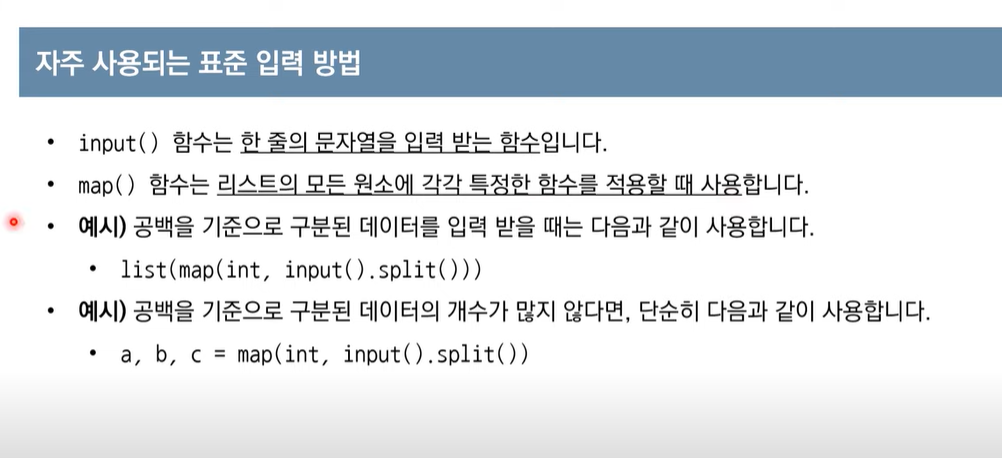 자주 사용되는 표준 입력 방법
• input() 함수는 한 줄의 문자열을 입력 받는 함수입니다.
• map() 함수는 리스트의 모든 원소에 각각 특정한 함수를 적용할 때 사용합니다.
• 예시) 공백을 기준으로 구분된 데이터를 입력 받을 때는 다음과 같이 사용합니다.
• list(map(int, input().split()))
• 예시) 공백을 기준으로 구분된 데이터의 개수가 많지 않다면, 단순히 다음과 같이 사용합니다.
• a, b, c = map(int, input().split())